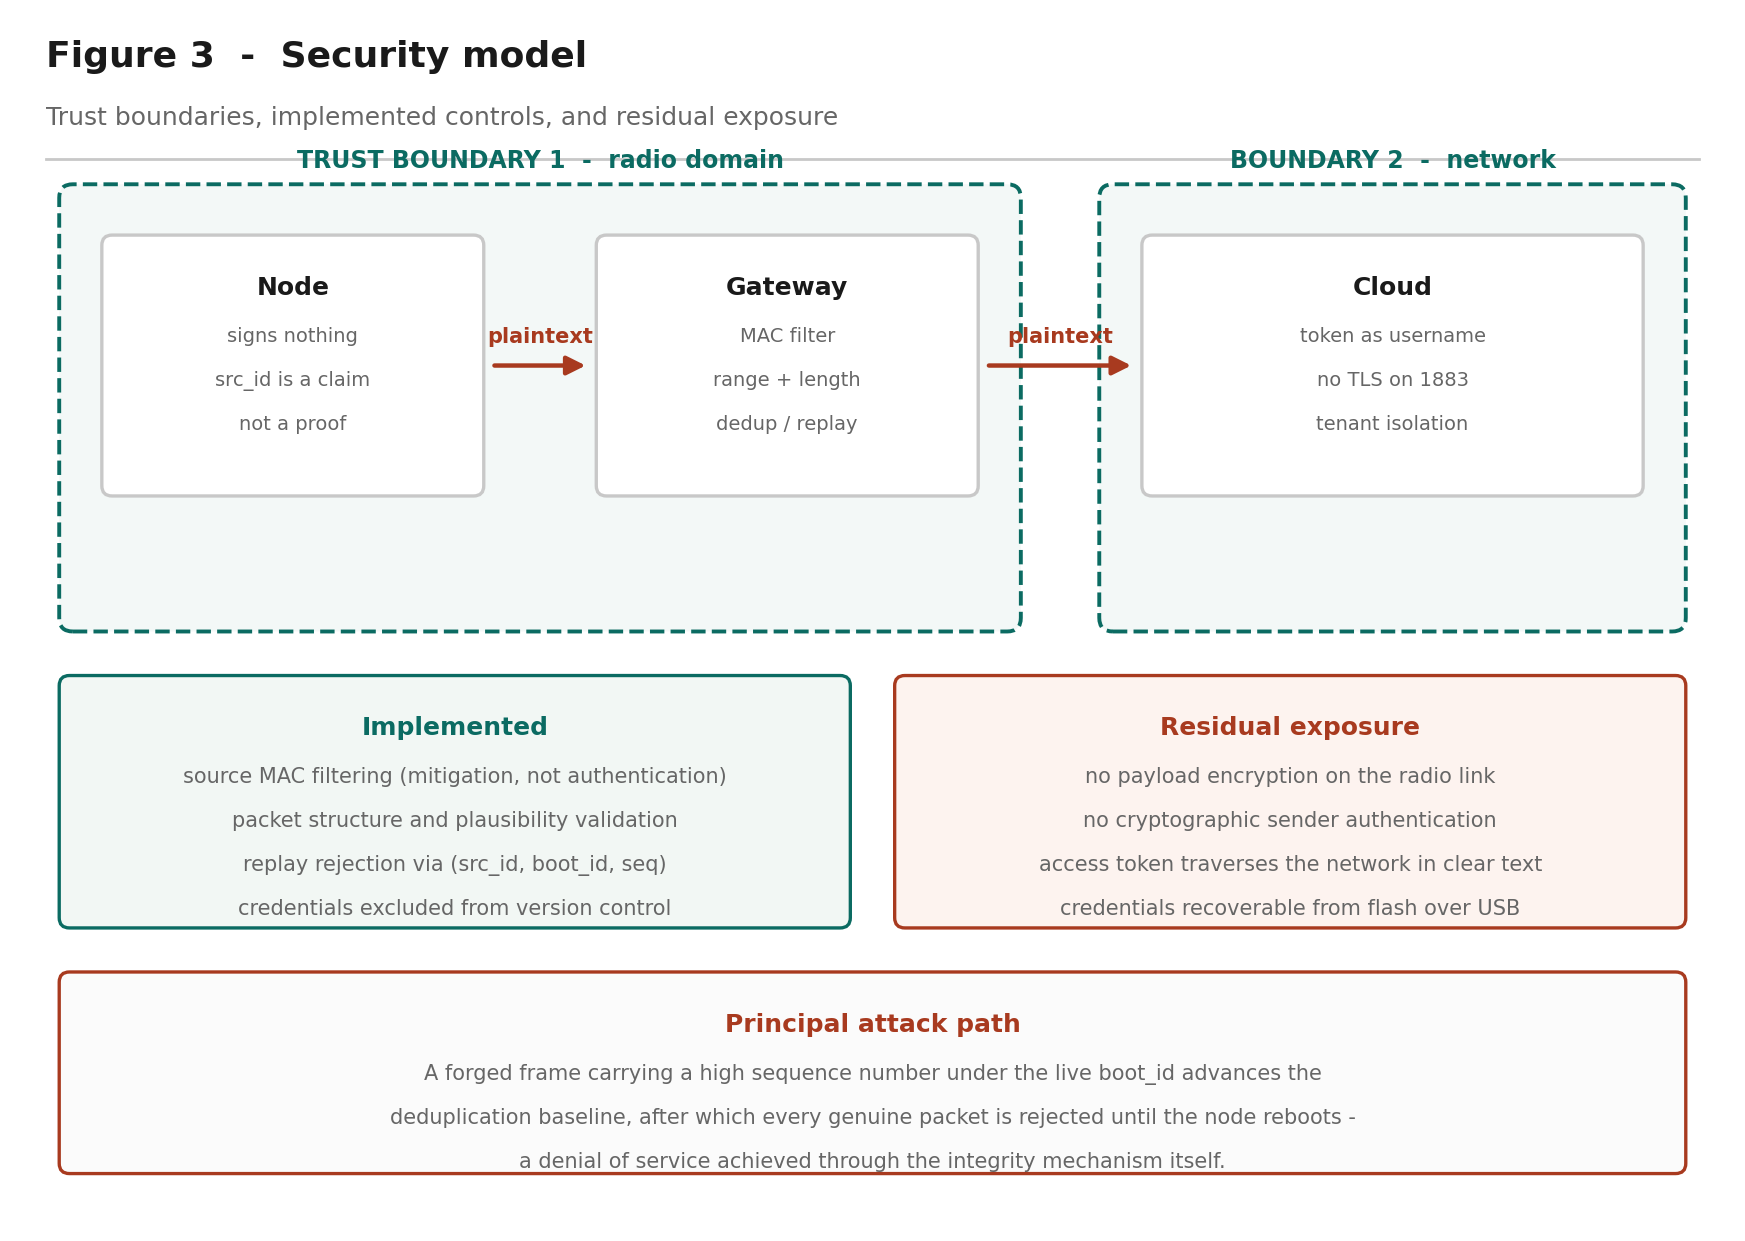 Figure 3  -  Security model
Trust boundaries, implemented controls, and residual exposure
TRUST BOUNDARY 1  -  radio domain
BOUNDARY 2  -  network
Node
signs nothing
src_id is a claim
not a proof
plaintext
Gateway
MAC filter
range + length
dedup / replay
plaintext
Cloud
token as username
no TLS on 1883
tenant isolation
Implemented
source MAC filtering (mitigation, not authentication)
packet structure and plausibility validation
replay rejection via (src_id, boot_id, seq)
credentials excluded from version control
Residual exposure
no payload encryption on the radio link
no cryptographic sender authentication
access token traverses the network in clear text
credentials recoverable from flash over USB
Principal attack path
A forged frame carrying a high sequence number under the live boot_id advances the
deduplication baseline, after which every genuine packet is rejected until the node reboots -
a denial of service achieved through the integrity mechanism itself.